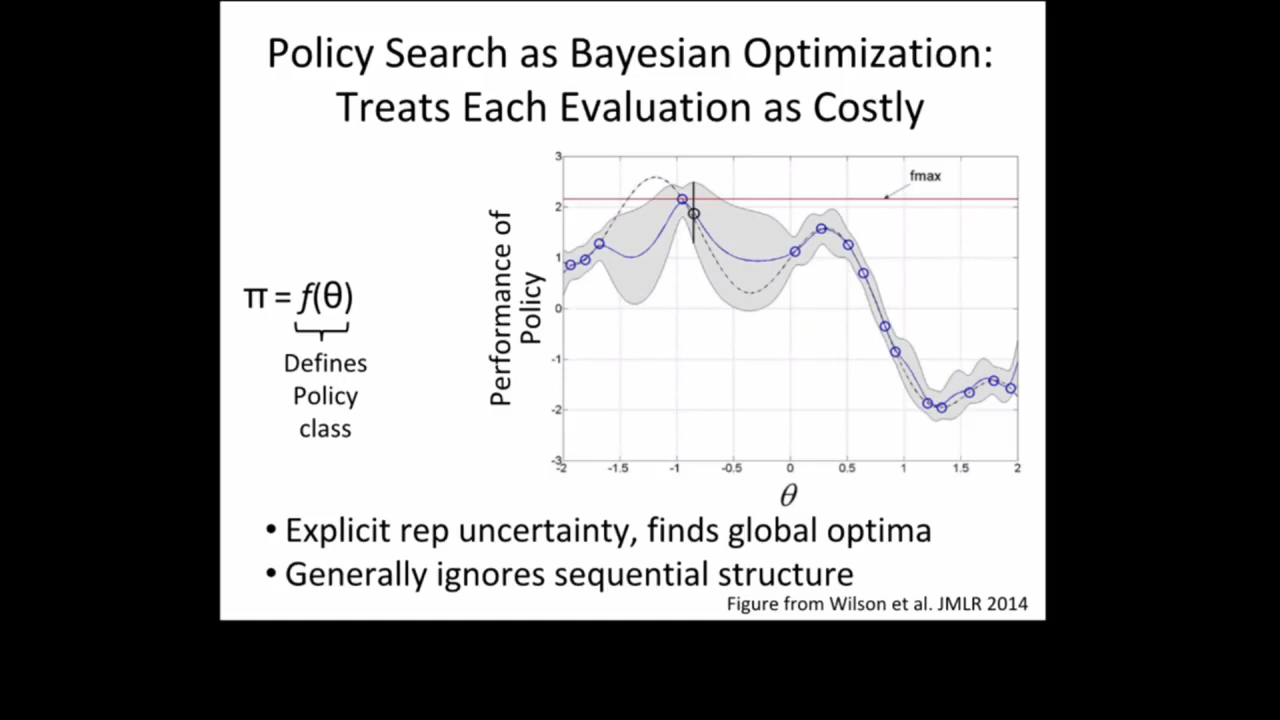 Policy Search as Bayesian Optimization:
Treats Each Evaluation as Costly
π = f(θ)
Defines
Policy
class
Performance of
Policy
3
2
1
0
-1
-2
-3
fmax
-2 -1.5 -1 -0.5 0 0.5 1 1.5 2
θ
• Explicit rep uncertainty, finds global optima
• Generally ignores sequential structure
Figure from Wilson et al. JMLR 2014